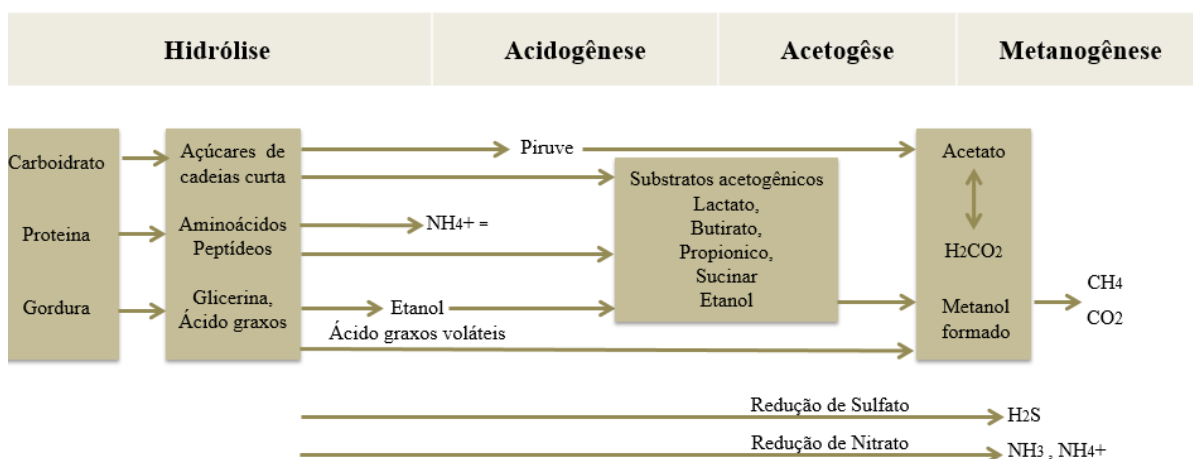 Hidrólise
Acidogênese
Acetogêse
Metanogênese
Carboidrato
Proteina
Gordura
Açúcares de
cadeias curta
Aminoácidos
Peptídeos
Glicerina,
Ácido graxos
Piruve
NH4+ =
Etanol
Ácido graxos voláteis
Substratos acetogênicos
Lactato,
Butirato,
Propionico,
Sucinar
Etanol
Acetato
H2CO2
Metanol
formado
CH4
CO2
Redução de Sulfato
H2S
Redução de Nitrato
NH3 , NH4+